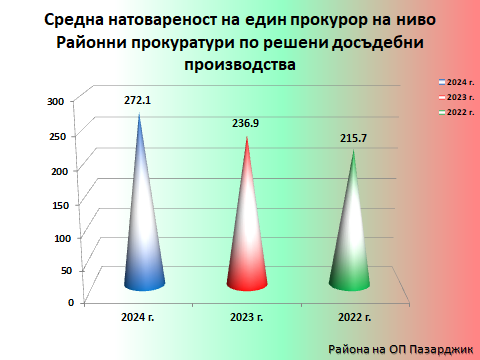 Средна натовареност на един прокурор на ниво
Районни прокуратури по решени досъдебни
производства
2024 г.
2023 г.
2022 г.
300
250
200
150
100
50
0
272.1
236.9
215.7
2024 г.
2023 г.
2022 г.
Района на ОП Пазарджик